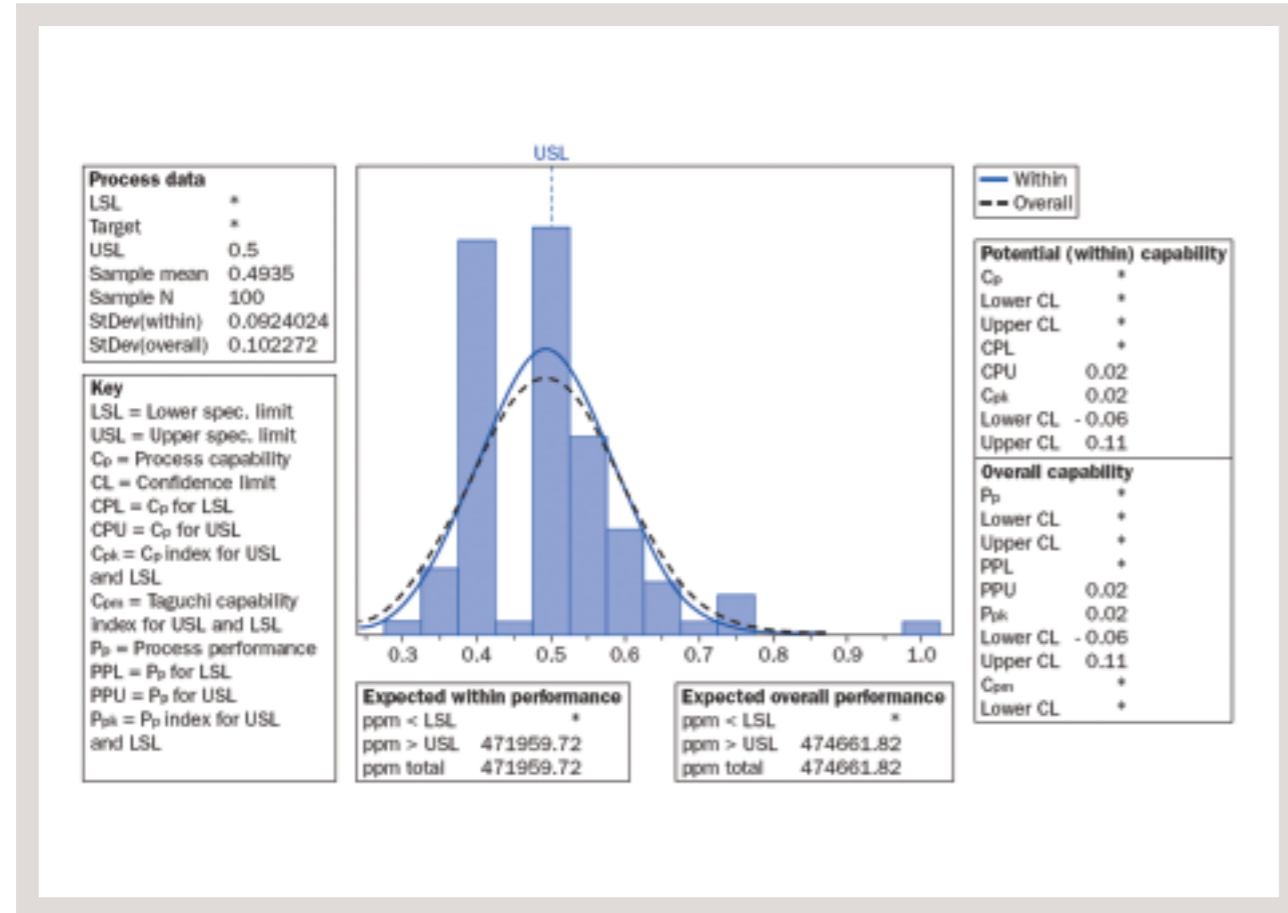 USL
Process data
LSL *
Target *
USL 0.5
Sample mean 0.4935
Sample N 100
StDev(within) 0.0924024
StDev(overall) 0.102272
Key
LSL = Lower spec. limit
USL = Upper spec. limit
Cp = Process capability
CL = Confidence limit
CPL = Cp for LSL
CPU = Cp for USL
Cpk = Cp index for USL
and LSL
Cpm = Taguchi capability
index for USL and LSL
Pp = Process performance
PPL = Pp for LSL
PPU = Pp for USL
Ppk = Pp index for USL
and LSL
0.3 0.4 0.5 0.6 0.7 0.8 0.9 1.0
Expected within performance
ppm < LSL *
ppm > USL 471959.72
ppm total 471959.72
Expected overall performance
ppm < LSL *
ppm > USL 474661.82
ppm total 474661.82
Within
Overall
Potential (within) capability
Cp *
Lower CL *
Upper CL *
CPL *
CPU 0.02
Cpk 0.02
Lower CL - 0.06
Upper CL 0.11
Overall capability
Pp *
Lower CL *
Upper CL *
PPL *
PPU 0.02
Ppk 0.02
Lower CL - 0.06
Upper CL 0.11
Cpm *
Lower CL *